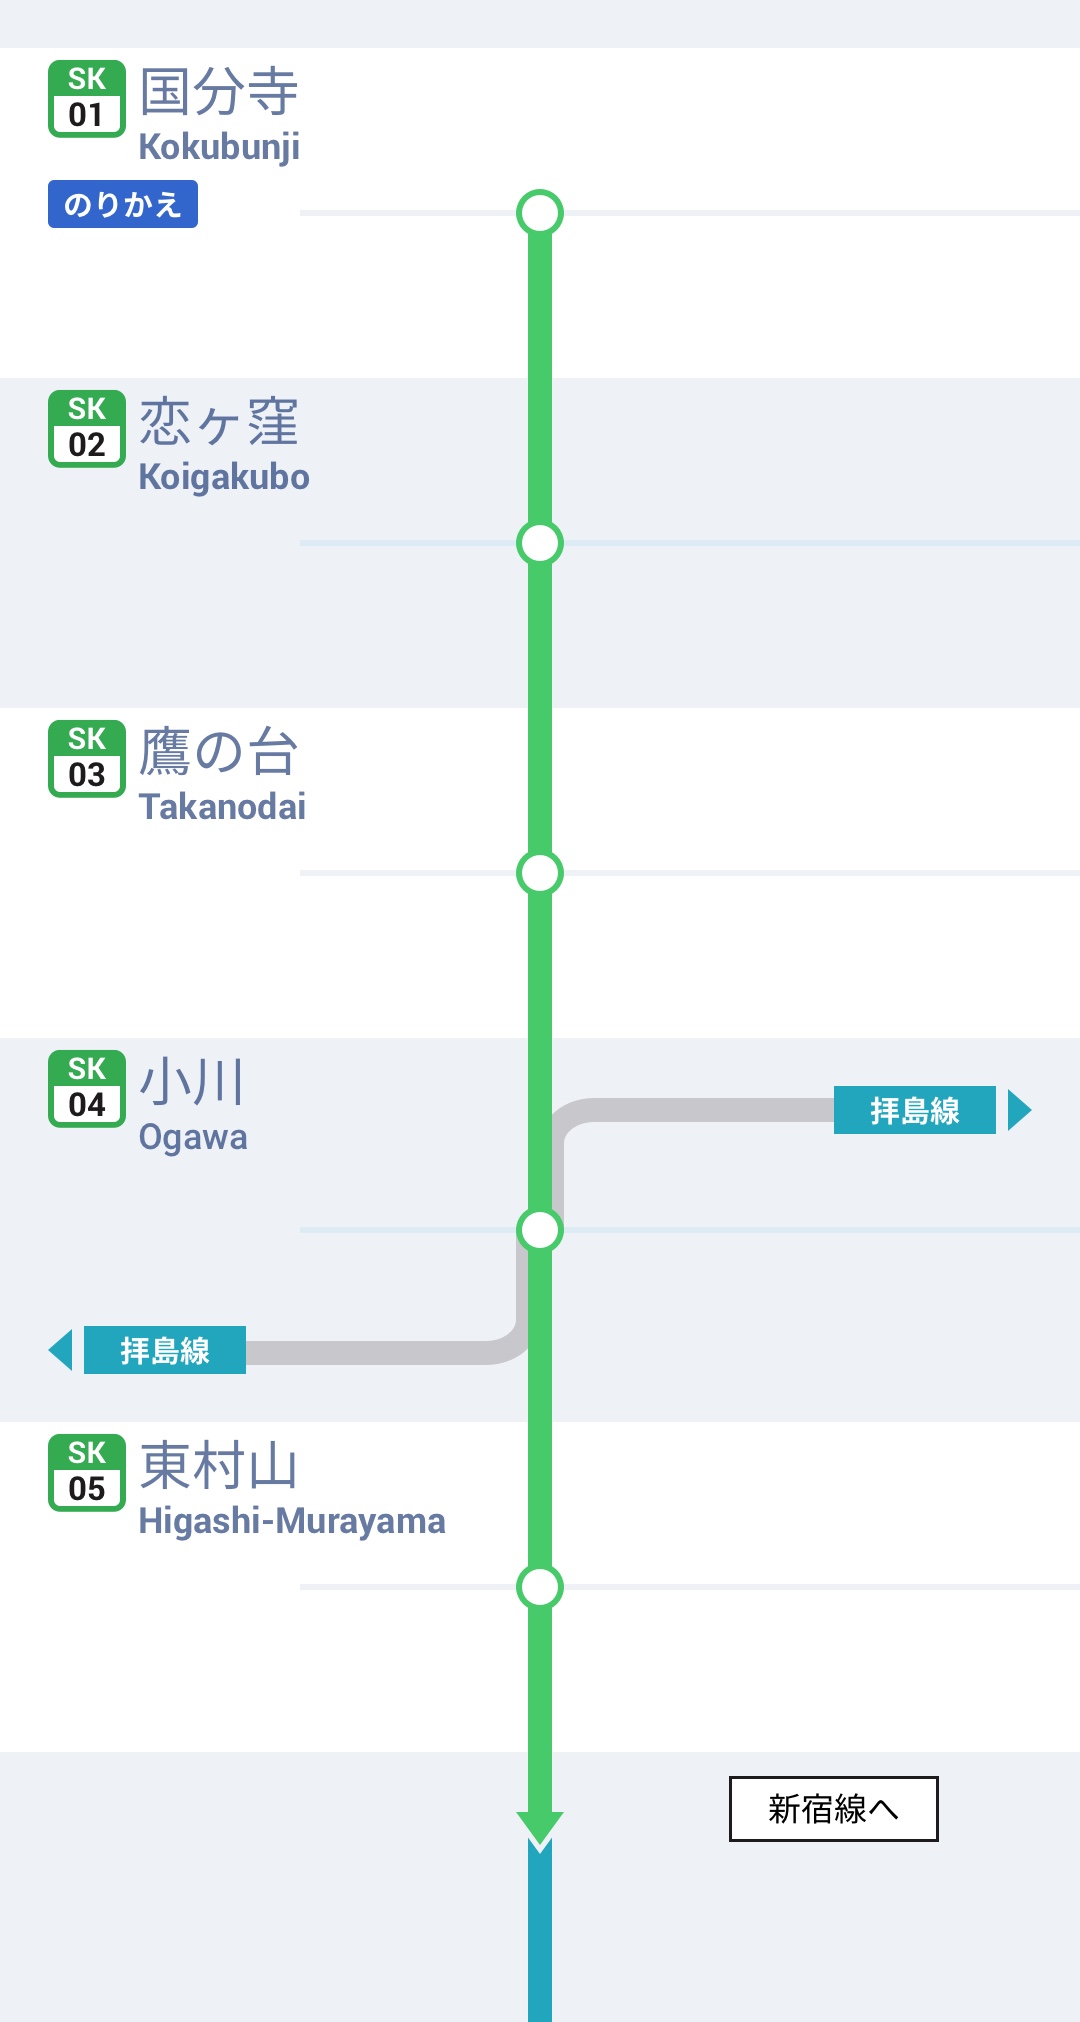 SK
01
国分寺
Kokubunji
のりかえ
SK
02
恋ヶ窪
Koigakubo
SK
03
鷹の台
Takanodai
SK
04
小川
Ogawa
拝島線
拝島線
SK
05
東村山
Higashi-Murayama
新宿線へ